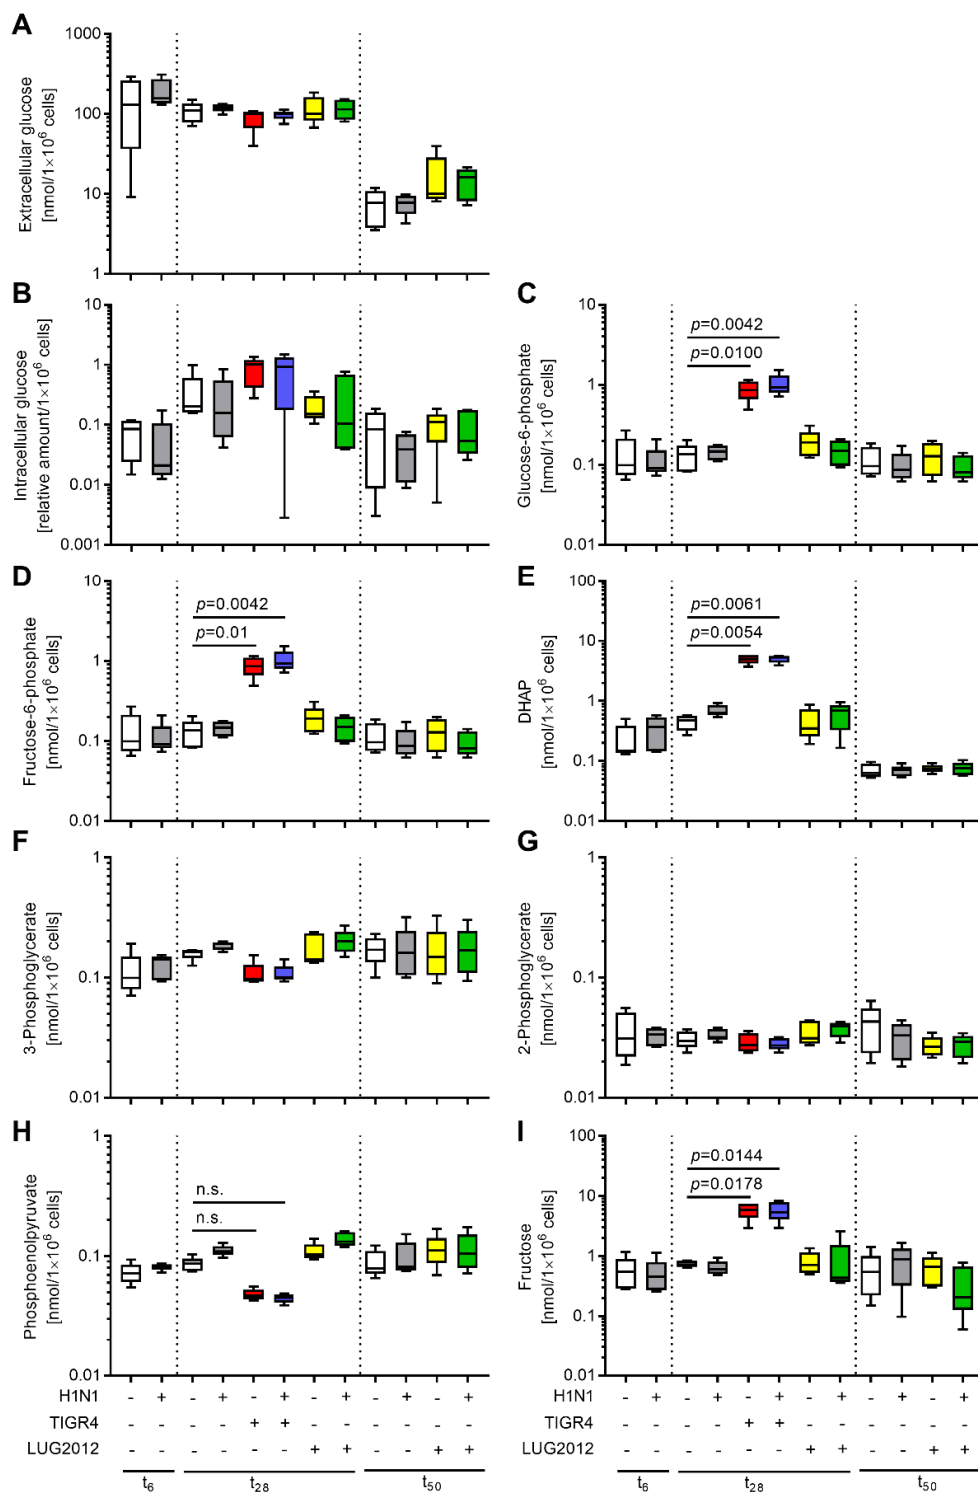 A
Extracellular glucose
[nmol/1×10⁶ cells]
1000
100
10
1
B
Intracellular glucose
[relative amount/1×10⁶ cells]
10
1
0.1
0.01
0.001
C
Glucose-6-phosphate
[nmol/1×10⁶ cells]
10
1
0.1
0.01
p=0.0042
p=0.0100
D
Fructose-6-phosphate
[nmol/1×10⁶ cells]
10
1
0.1
0.01
p=0.0042
p=0.01
E
DHAP
[nmol/1×10⁶ cells]
100
10
1
0.1
0.01
p=0.0061
p=0.0054
F
3-Phosphoglycerate
[nmol/1×10⁶ cells]
1
0.1
0.01
G
2-Phosphoglycerate
[nmol/1×10⁶ cells]
1
0.1
0.01
H
Phosphoenolpyruvate
[nmol/1×10⁶ cells]
1
0.1
0.01
n.s.
n.s.
I
Fructose
[nmol/1×10⁶ cells]
100
10
1
0.1
0.01
p=0.0144
p=0.0178
H1N1 - + - + - + - + - + - +
TIGR4 - - - - + + - - - - - -
LUG2012 - - - - - - + + - - + +
t₆ t₂₈ t₅₀
H1N1 - + - + - + - + - + - +
TIGR4 - - - - + + - - - - - -
LUG2012 - - - - - - + + - - + +
t₆ t₂₈ t₅₀